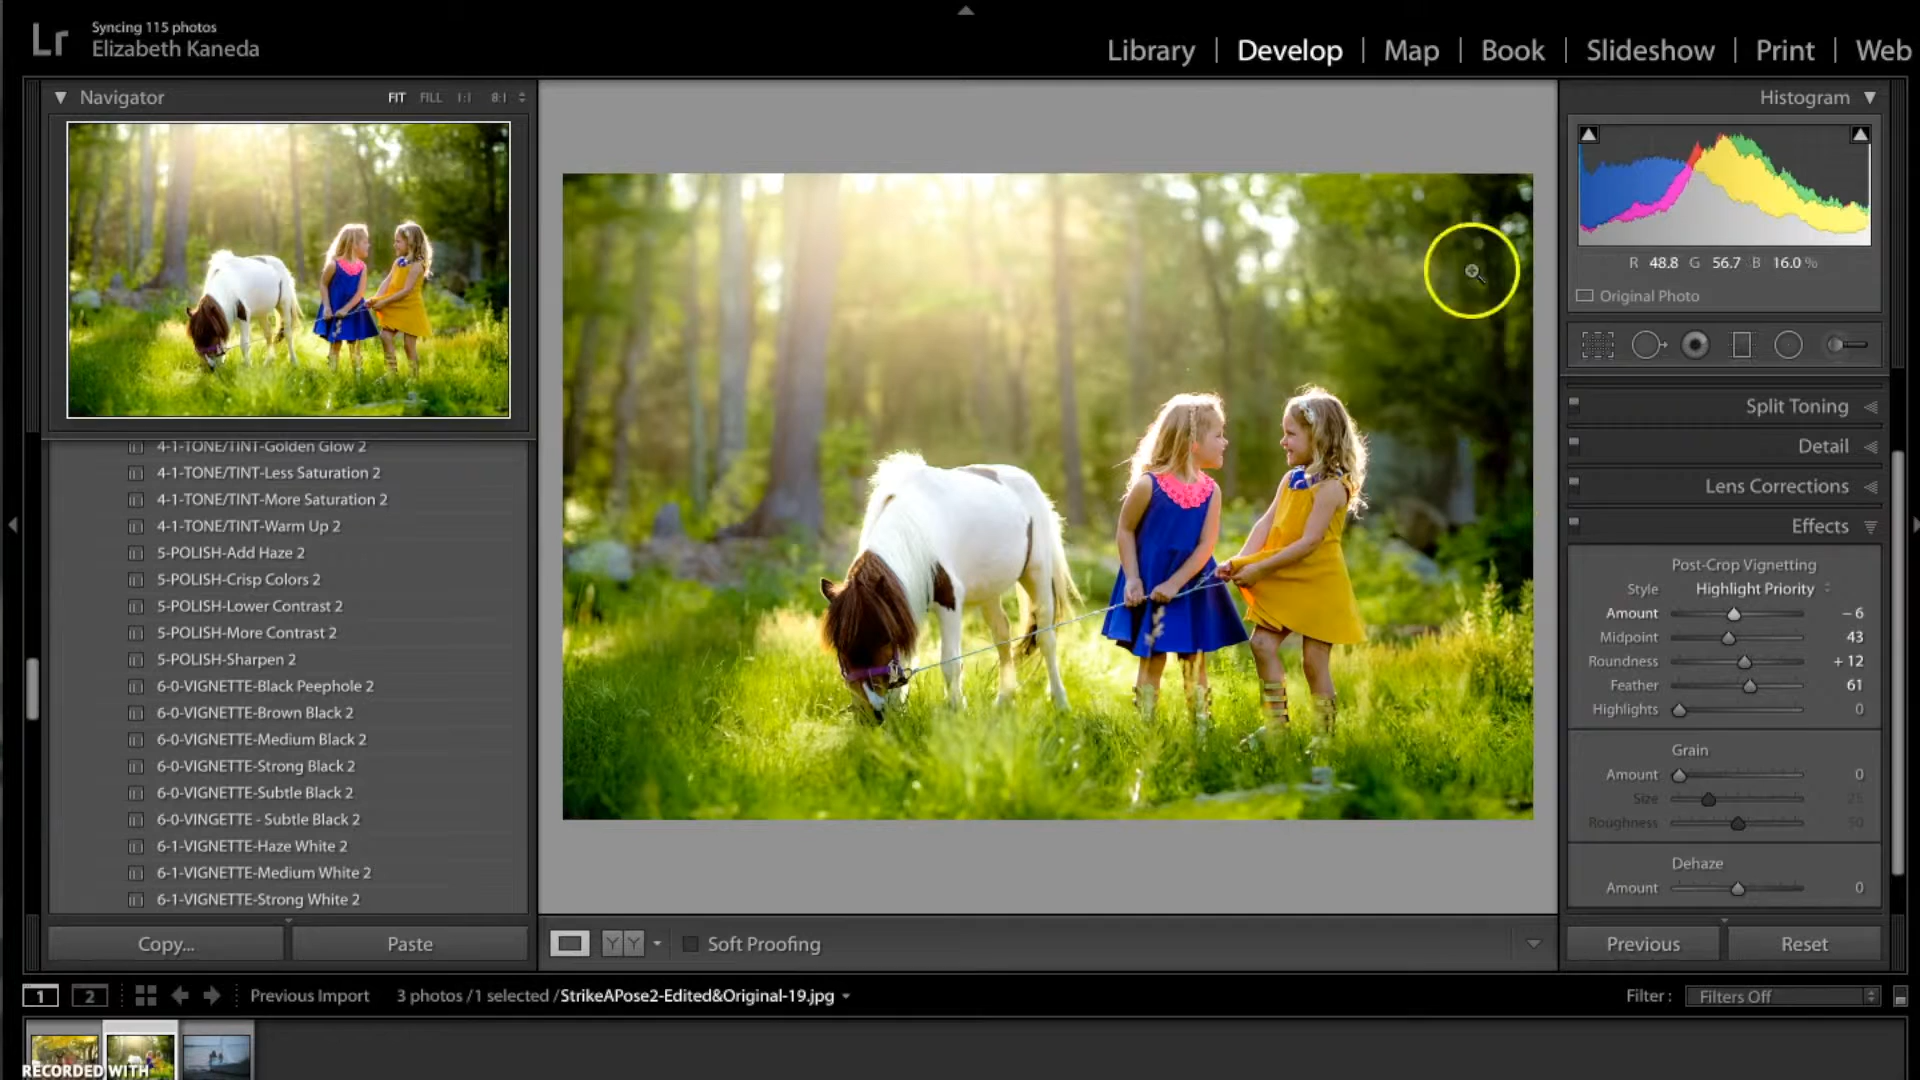 Lr
Syncing 115 photos
Elizabeth Kaneda
Library | Develop | Map | Book | Slideshow | Print | Web
Navigator
FIT FILL 1:1 8:1
4-1-TONE/TINT-Golden Glow 2
4-1-TONE/TINT-Less Saturation 2
4-1-TONE/TINT-More Saturation 2
4-1-TONE/TINT-Warm Up 2
5-POLISH-Add Haze 2
5-POLISH-Crisp Colors 2
5-POLISH-Lower Contrast 2
5-POLISH-More Contrast 2
5-POLISH-Sharpen 2
6-0-VIGNETTE-Black Peephole 2
6-0-VIGNETTE-Brown Black 2
6-0-VIGNETTE-Medium Black 2
6-0-VIGNETTE-Strong Black 2
6-0-VIGNETTE-Subtle Black 2
6-0-VINGETTE - Subtle Black 2
6-1-VIGNETTE-Haze White 2
6-1-VIGNETTE-Medium White 2
6-1-VIGNETTE-Strong White 2
Copy...
Paste
Y Y
Soft Proofing
Histogram
R 48.8 G 56.7 B 16.0 %
Original Photo
Split Toning
Detail
Lens Corrections
Effects
Post-Crop Vignetting
Style Highlight Priority
Amount - 6
Midpoint 43
Roundness + 12
Feather 61
Highlights 0
Grain
Amount 0
Size 25
Roughness 50
Dehaze
Amount 0
Previous
Reset
1 2 Previous Import 3 photos /1 selected /StrikeAPose2-Edited&Original-19.jpg
Filter : Filters Off
RECORDED WITH